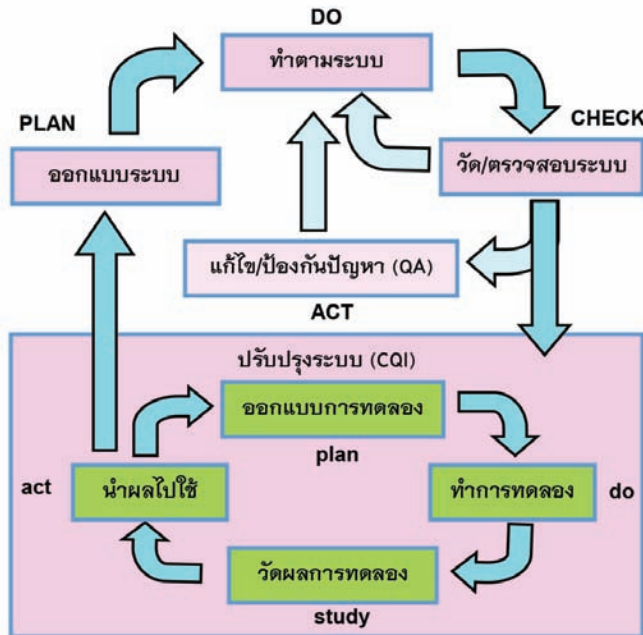 DO
ทำตามระบบ
PLAN
CHECK
ออกแบบระบบ
วัด/ตรวจสอบระบบ
แก้ไข/ป้องกันปัญหา (QA)
ACT
ปรับปรุงระบบ (CQI)
ออกแบบการทดลอง
plan
act
นำผลไปใช้
ทำการทดลอง
do
วัดผลการทดลอง
study